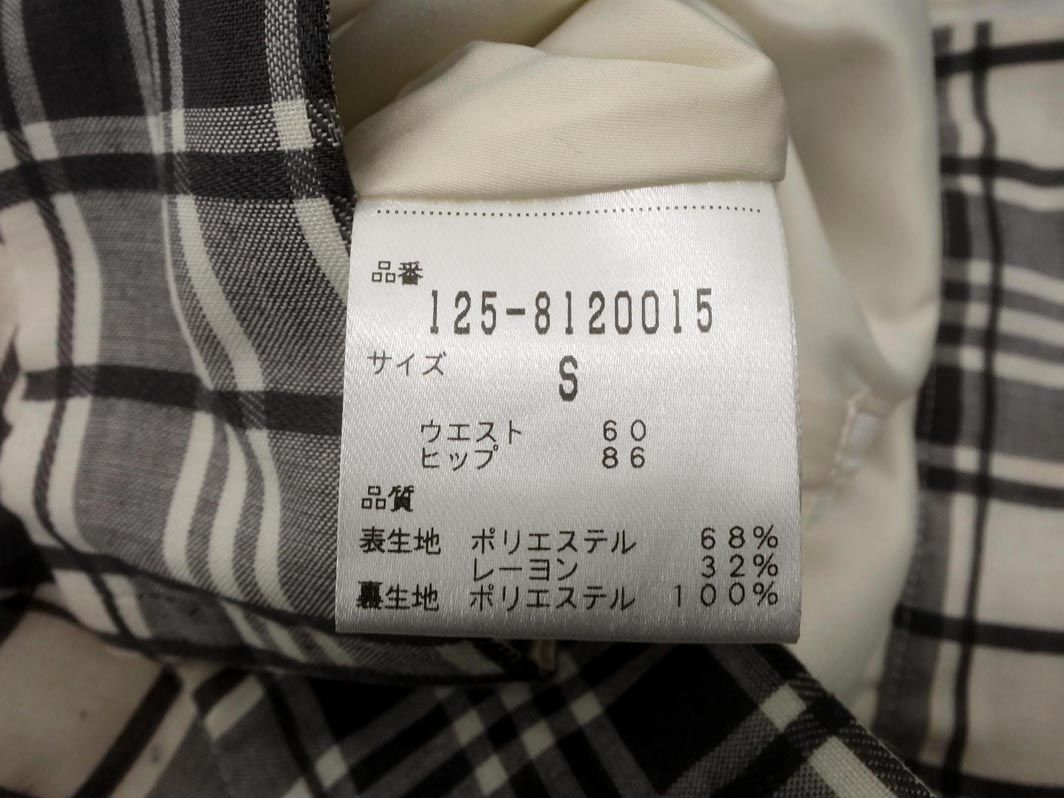 品番
125-8120015
サイズ
S
ウエスト 60
ヒップ 86
品質
表生地 ポリエステル 68%
レーヨン 32%
裏生地 ポリエステル 100%